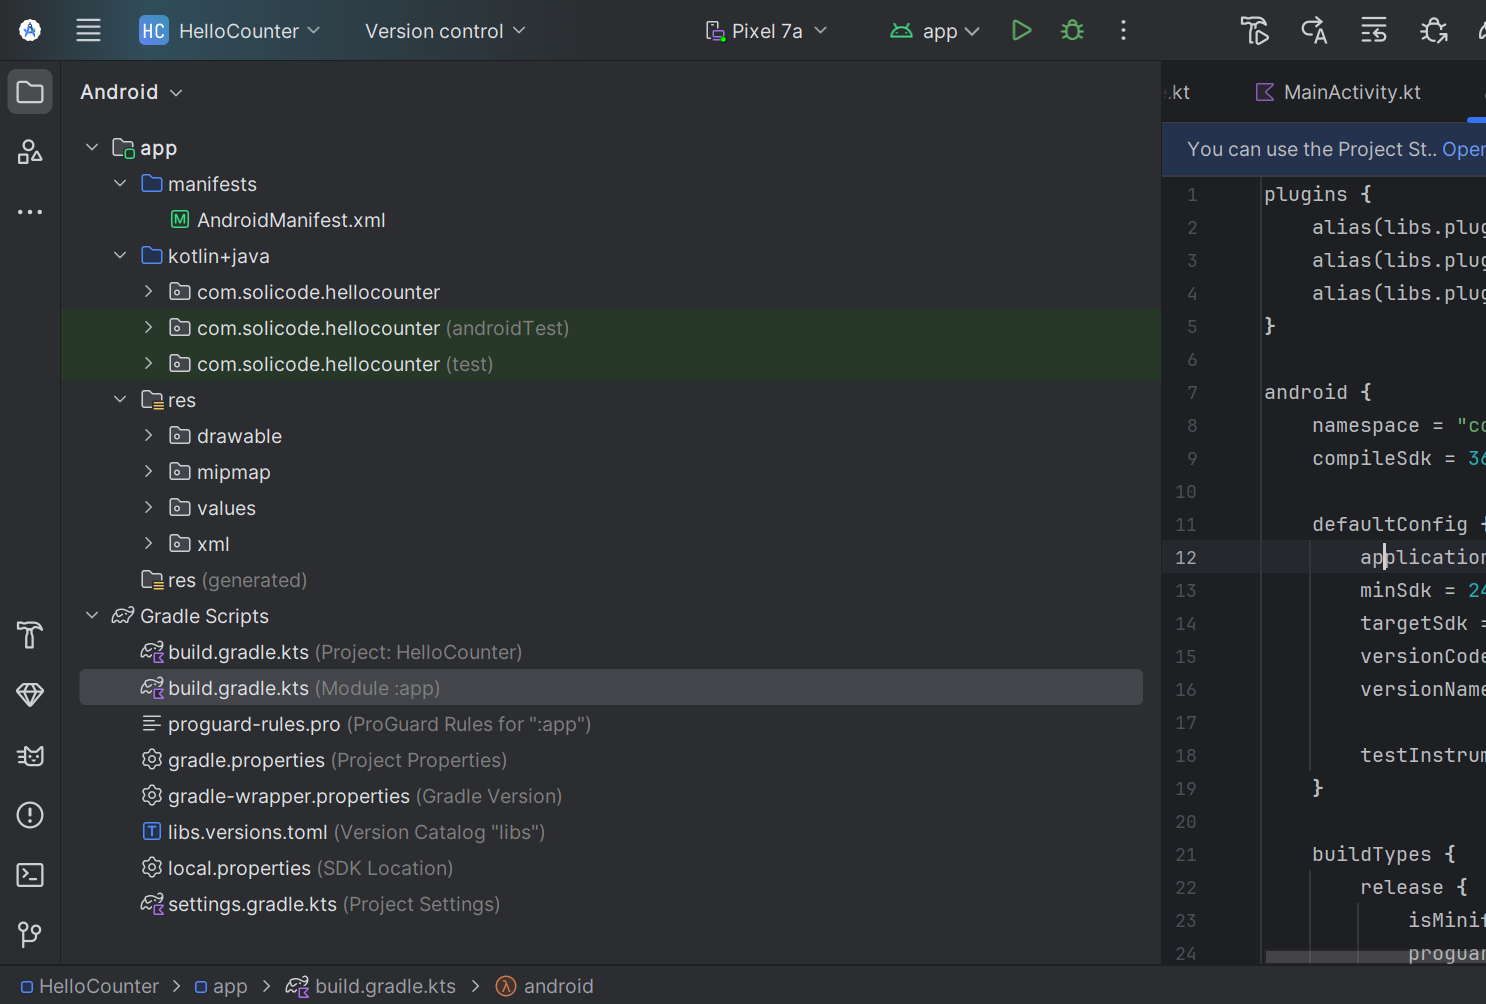 HC HelloCounter Version control Pixel 7a app
Android
.kt MainActivity.kt
You can use the Project St.. Open
app
manifests
AndroidManifest.xml
kotlin+java
com.solicode.hellocounter
com.solicode.hellocounter (androidTest)
com.solicode.hellocounter (test)
res
drawable
mipmap
values
xml
res (generated)
Gradle Scripts
build.gradle.kts (Project: HelloCounter)
build.gradle.kts (Module :app)
proguard-rules.pro (ProGuard Rules for ":app")
gradle.properties (Project Properties)
gradle-wrapper.properties (Gradle Version)
libs.versions.toml (Version Catalog "libs")
local.properties (SDK Location)
settings.gradle.kts (Project Settings)
1 plugins {
2 alias(libs.plug
3 alias(libs.plug
4 alias(libs.plug
5 }
6
7 android {
8 namespace = "co
9 compileSdk = 36
10
11 defaultConfig {
12 application
13 minSdk = 24
14 targetSdk =
15 versionCode
16 versionName
17
18 testInstrum
19 }
20
21 buildTypes {
22 release {
23 isMinif
24 proguar
HelloCounter > app > build.gradle.kts > android